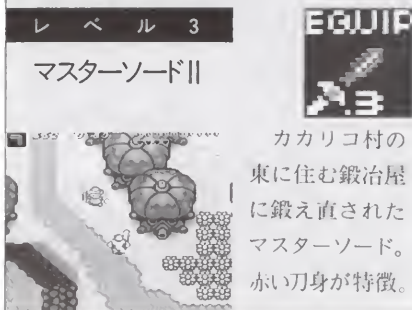 レベル3
マスターソードII
EQUIP
.3
カカリコ村の
東に住む鍛冶屋
に鍛え直された
マスターソード。
赤い刀身が特徴。